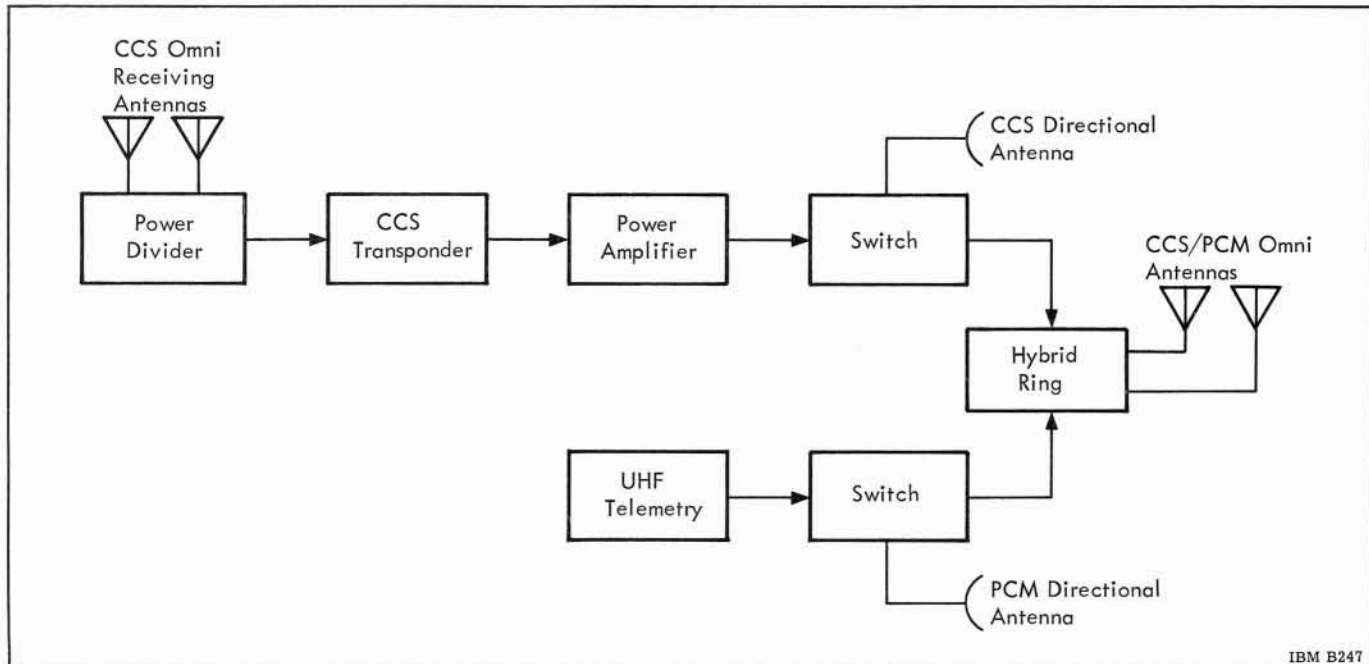 CCS Omni
Receiving
Antennas
Power
Divider
CCS
Transponder
Power
Amplifier
Switch
CCS Directional
Antenna
CCS/PCM Omni
Antennas
Hybrid
Ring
UHF
Telemetry
Switch
PCM Directional
Antenna
IBM B247